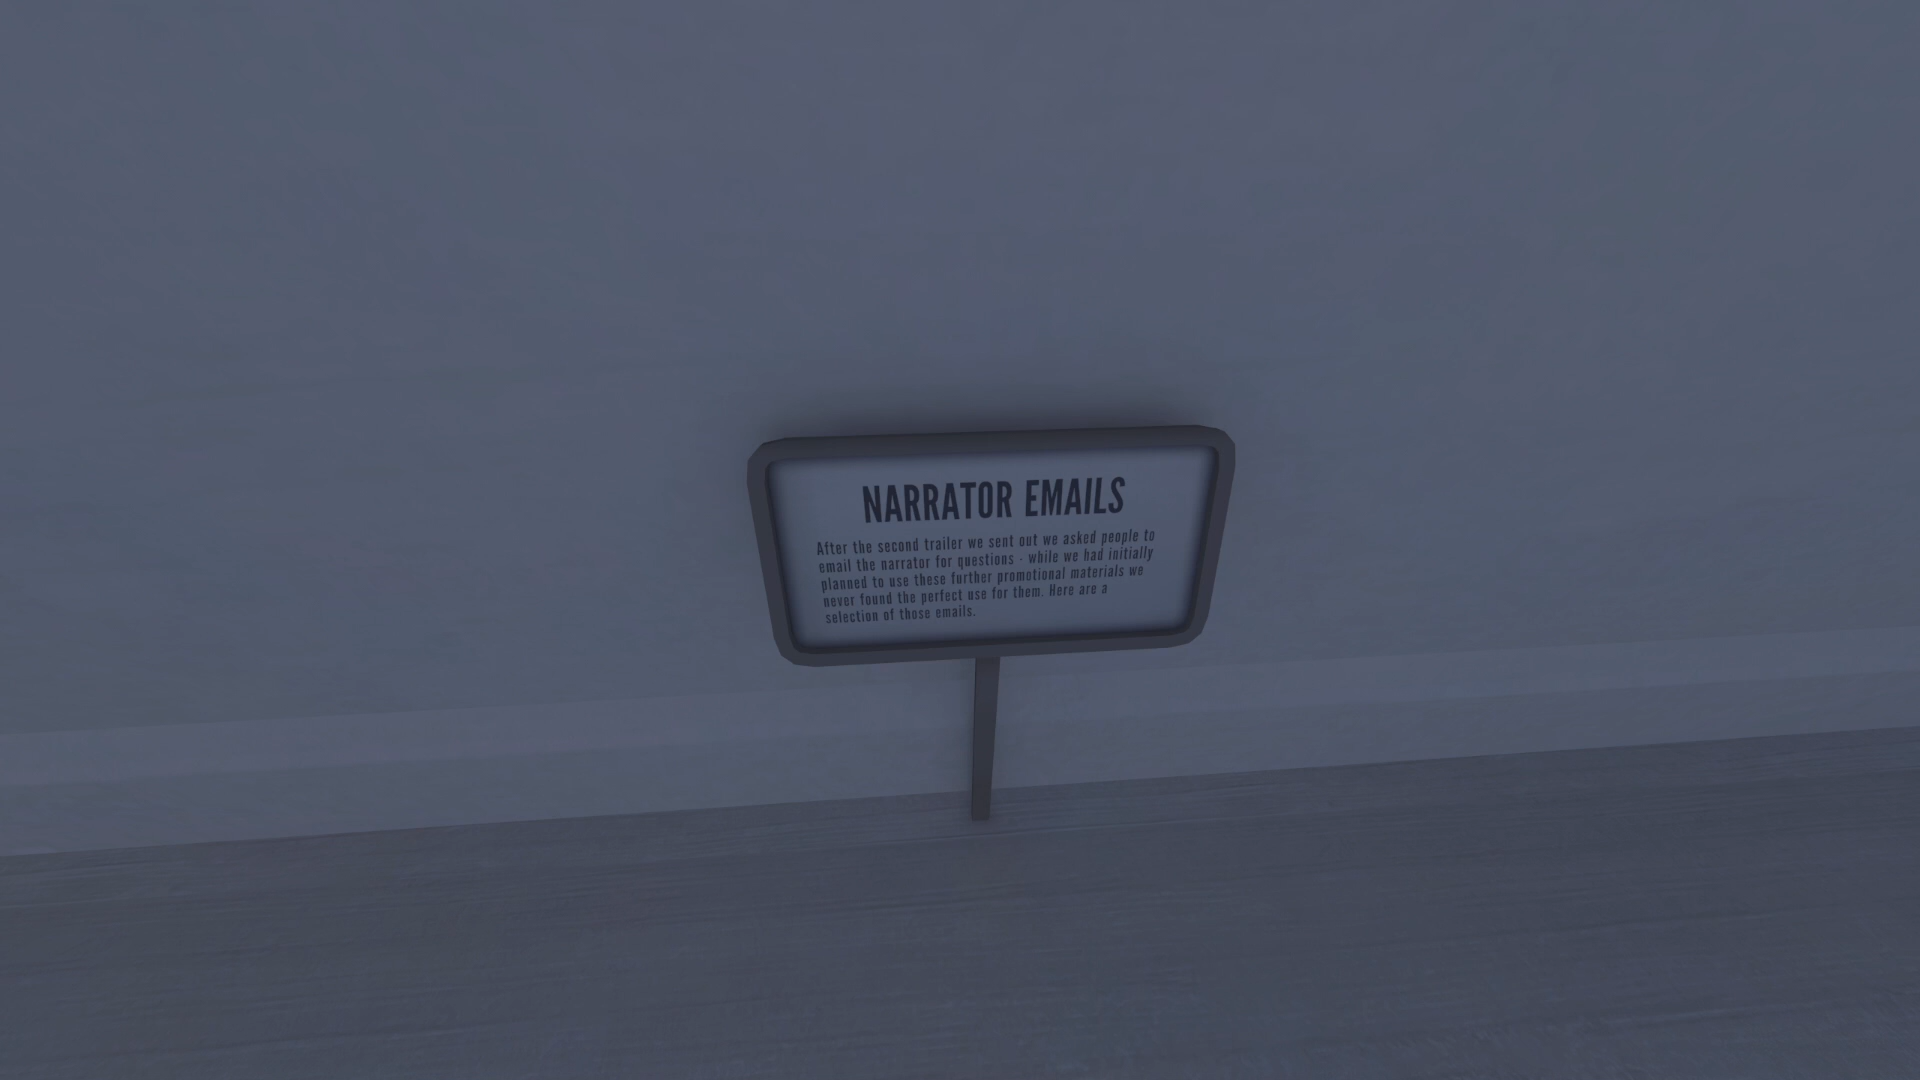 NARRATOR EMAILS
After the second trailer we sent out we asked people to
email the narrator for questions - while we had initially
planned to use these further promotional materials we
never found the perfect use for them. Here are a
selection of those emails.